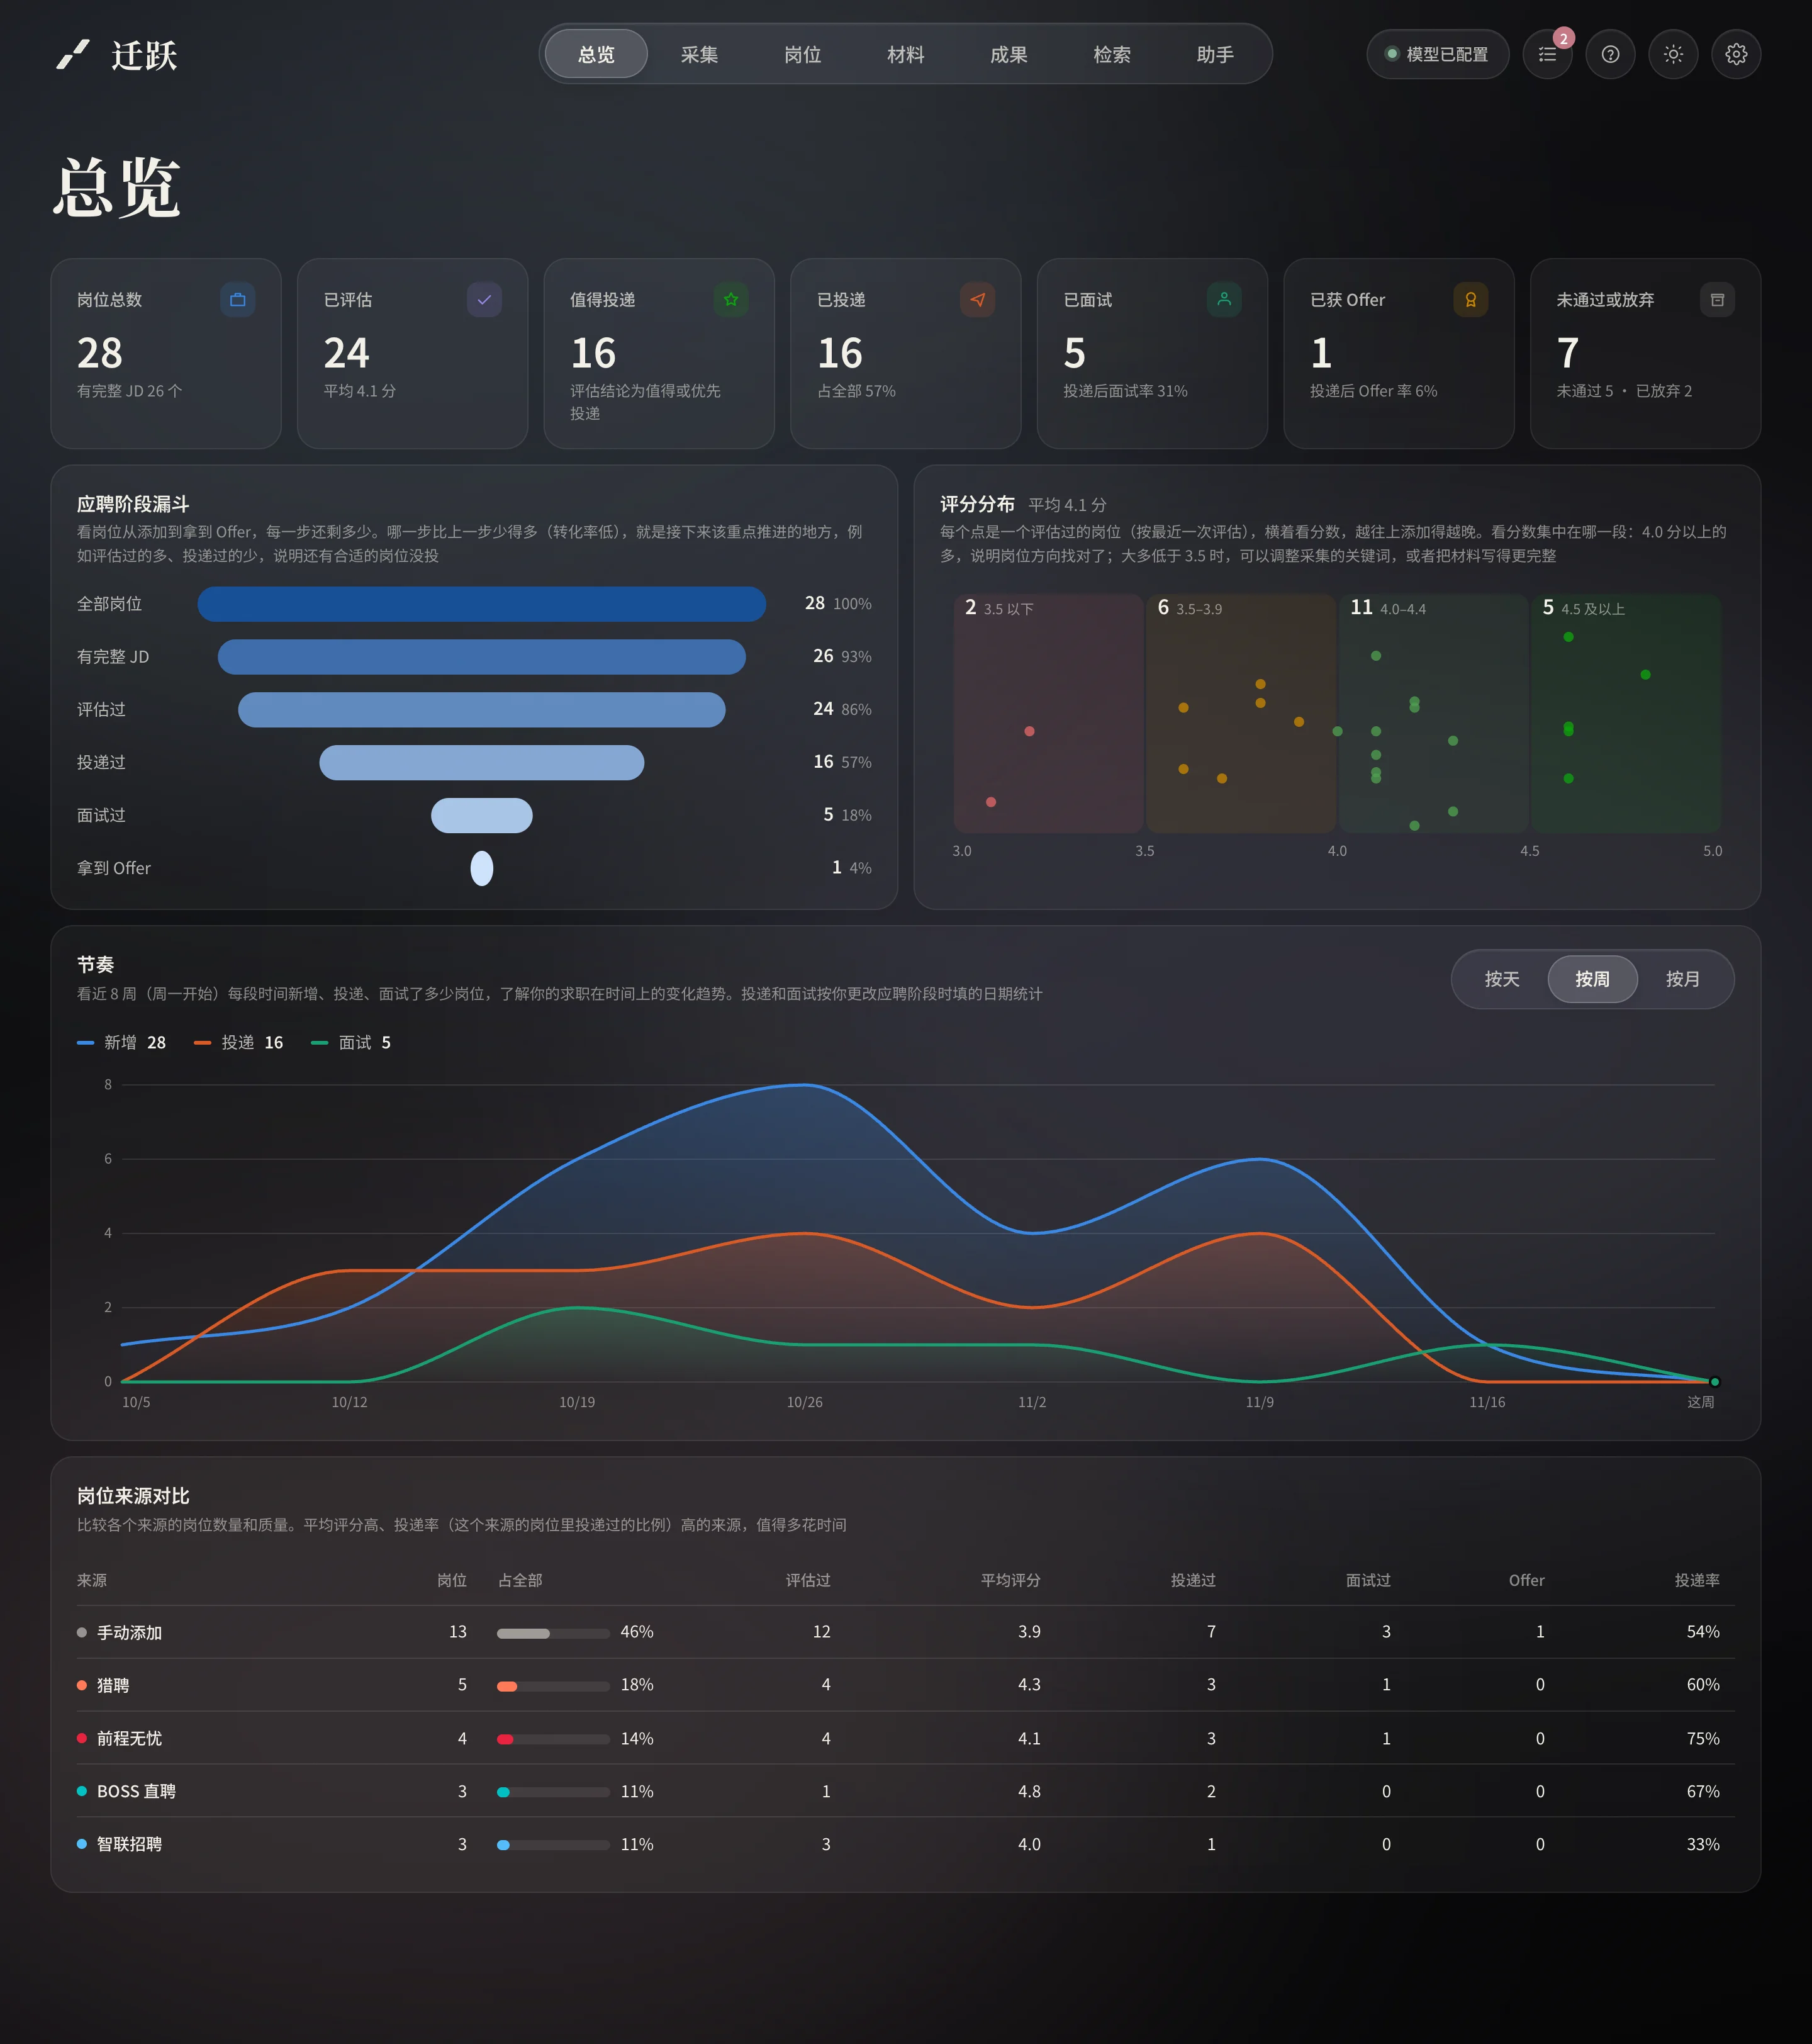 迁跃
总览 采集 岗位 材料 成果 检索 助手
模型已配置
2
总览
岗位总数
28
有完整 JD 26 个
已评估
24
平均 4.1 分
值得投递
16
评估结论为值得或优先
投递
已投递
16
占全部 57%
已面试
5
投递后面试率 31%
已获 Offer
1
投递后 Offer 率 6%
未通过或放弃
7
未通过 5 · 已放弃 2
应聘阶段漏斗
看岗位从添加到拿到 Offer，每一步还剩多少。哪一步比上一步少得多（转化率低），就是接下来该重点推进的地方，例
如评估过的多、投递过的少，说明还有合适的岗位没投
全部岗位 28 100%
有完整 JD 26 93%
评估过 24 86%
投递过 16 57%
面试过 5 18%
拿到 Offer 1 4%
评分分布 平均 4.1 分
每个点是一个评估过的岗位（按最近一次评估），横着看分数，越往上添加得越晚。看分数集中在哪一段：4.0 分以上的
多，说明岗位方向找对了；大多低于 3.5 时，可以调整采集的关键词，或者把材料写得更完整
2 3.5 以下 6 3.5–3.9 11 4.0–4.4 5 4.5 及以上
3.0 3.5 4.0 4.5 5.0
节奏
看近 8 周（周一开始）每段时间新增、投递、面试了多少岗位，了解你的求职在时间上的变化趋势。投递和面试按你更改应聘阶段时填的日期统计
按天 按周 按月
新增 28 投递 16 面试 5
8
6
4
2
0
10/5 10/12 10/19 10/26 11/2 11/9 11/16 这周
岗位来源对比
比较各个来源的岗位数量和质量。平均评分高、投递率（这个来源的岗位里投递过的比例）高的来源，值得多花时间
来源 岗位 占全部 评估过 平均评分 投递过 面试过 Offer 投递率
手动添加 13 46% 12 3.9 7 3 1 54%
猎聘 5 18% 4 4.3 3 1 0 60%
前程无忧 4 14% 4 4.1 3 1 0 75%
BOSS 直聘 3 11% 1 4.8 2 0 0 67%
智联招聘 3 11% 3 4.0 1 0 0 33%